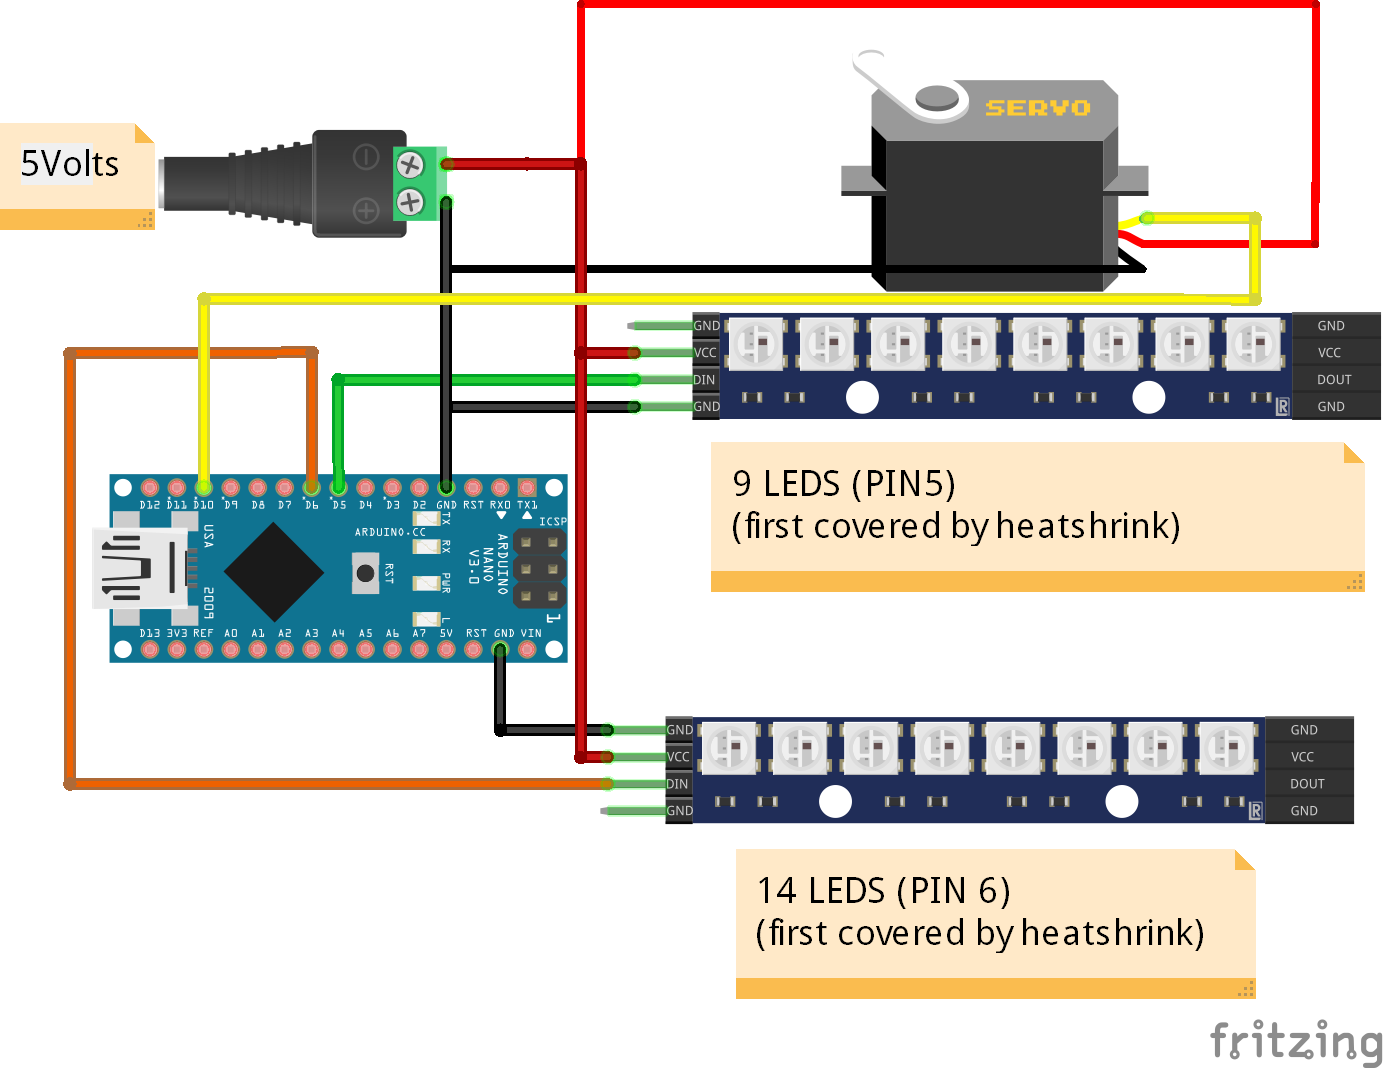 SERVO
5Volts
GND
VCC
DIN
GND
GND
VCC
DOUT
GND
R
9 LEDS (PIN5)
(first covered by heatshrink)
D12 D11 D10 D9 D8 D7 D6 D5 D4 D3 D2 GND RST RX0 TX1
TX
RX
PWR
L
ARDUINO.CC
RST
ARDUINO
NANO
V3.0
ICSP
1
USA
2009
D13 3V3 REF A0 A1 A2 A3 A4 A5 A6 A7 5V RST GND VIN
GND
VCC
DIN
GND
GND
VCC
DOUT
GND
R
14 LEDS (PIN 6)
(first covered by heatshrink)
fritzing